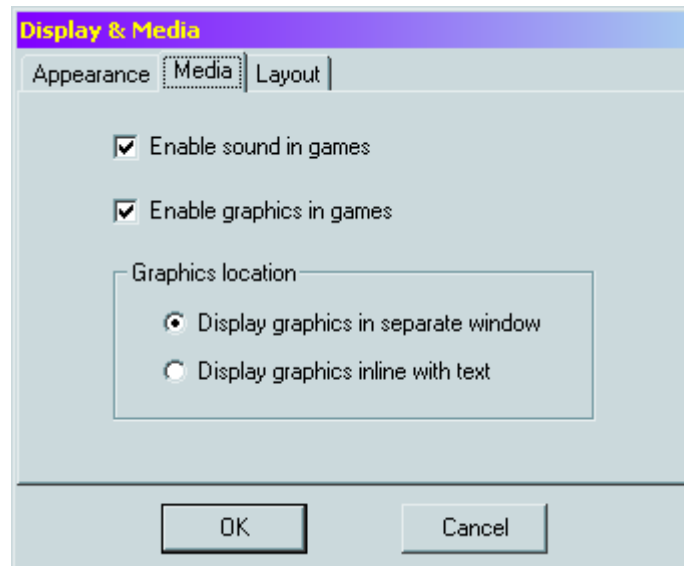 Display & Media
Appearance Media Layout
Enable sound in games
Enable graphics in games
Graphics location
Display graphics in separate window
Display graphics inline with text
OK Cancel